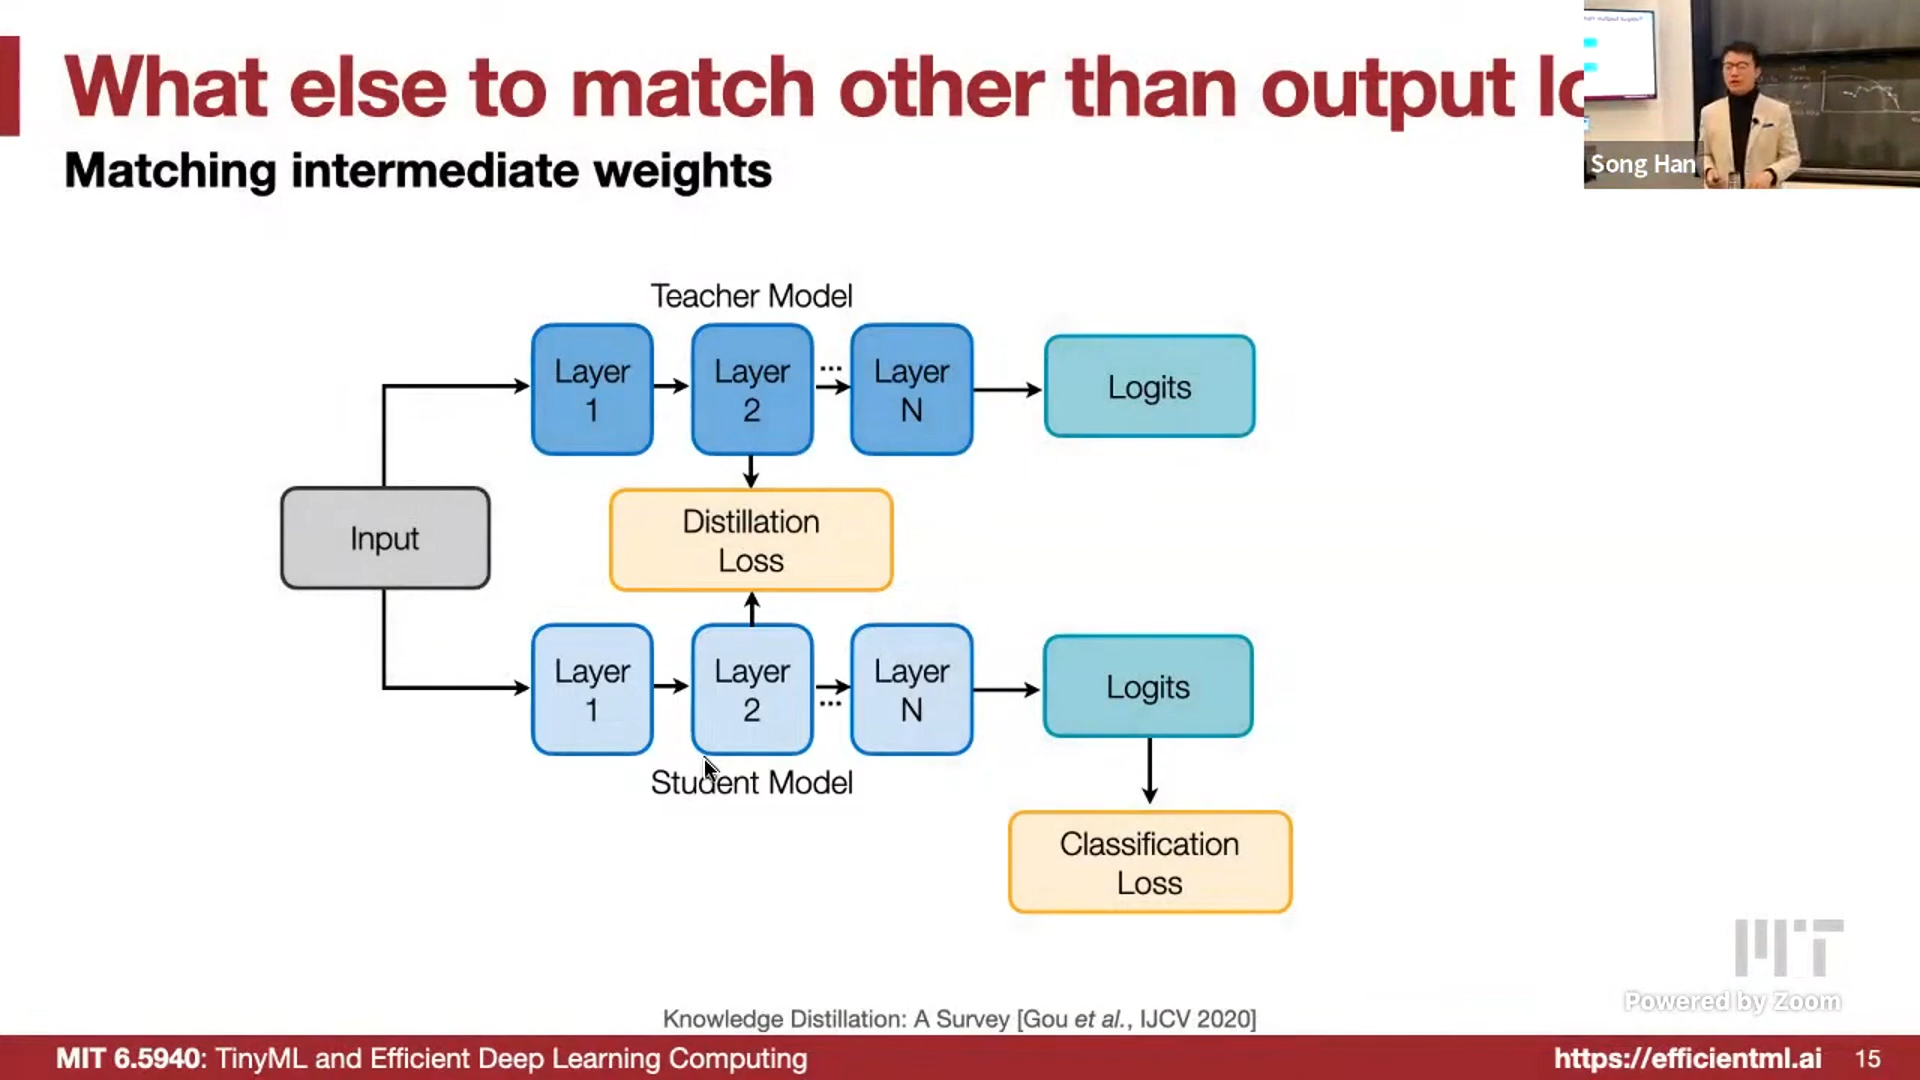 What else to match other than output lo
Song Han
Matching intermediate weights
Teacher Model
Layer
1
Layer
2
...
Layer
N
Logits
Input
Distillation
Loss
Layer
1
Layer
2
...
Layer
N
Logits
Student Model
Classification
Loss
MIT
Powered by Zoom
Knowledge Distillation: A Survey [Gou et al., IJCV 2020]
MIT 6.5940: TinyML and Efficient Deep Learning Computing
https://efficientml.ai
15